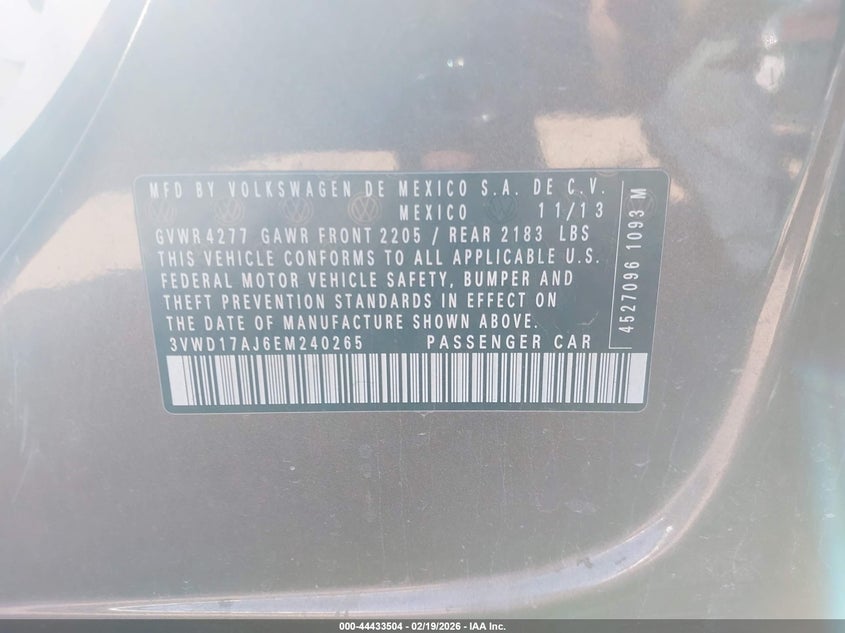 MFD BY VOLKSWAGEN DE MEXICO S.A. DE C.V.
MEXICO 11/13
GVWR 4277 GAWR FRONT 2205 / REAR 2183 LBS
THIS VEHICLE CONFORMS TO ALL APPLICABLE U.S.
FEDERAL MOTOR VEHICLE SAFETY, BUMPER AND
THEFT PREVENTION STANDARDS IN EFFECT ON
THE DATE OF MANUFACTURE SHOWN ABOVE.
3VWD17AJ6EM240265 PASSENGER CAR
4527096 1093 M
000-44433504 - 02/19/2026 - IAA Inc.